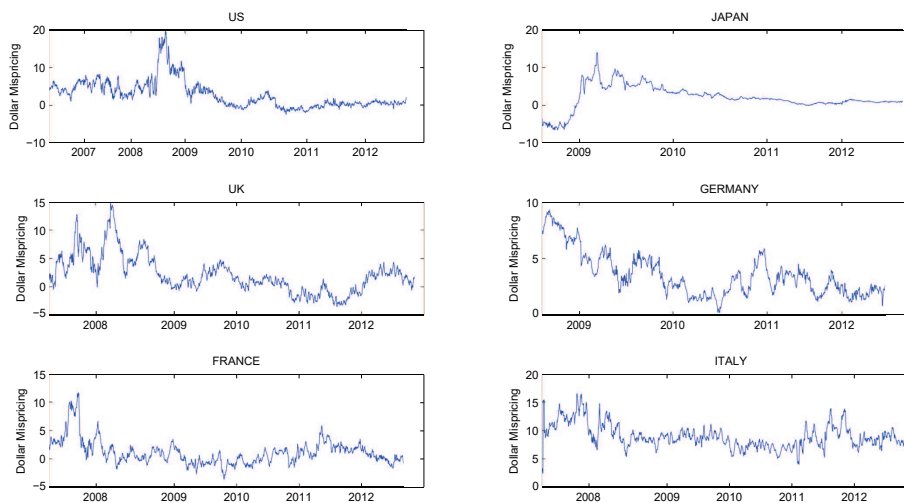 US
Dollar Mispricing
20
10
0
−10
2007 2008 2009 2010 2011 2012
JAPAN
Dollar Mispricing
20
10
0
−10
2009 2010 2011 2012
UK
Dollar Mispricing
15
10
5
0
−5
2008 2009 2010 2011 2012
GERMANY
Dollar Mispricing
10
5
0
2009 2010 2011 2012
FRANCE
Dollar Mispricing
15
10
5
0
−5
2008 2009 2010 2011 2012
ITALY
Dollar Mispricing
20
15
10
5
0
2008 2009 2010 2011 2012